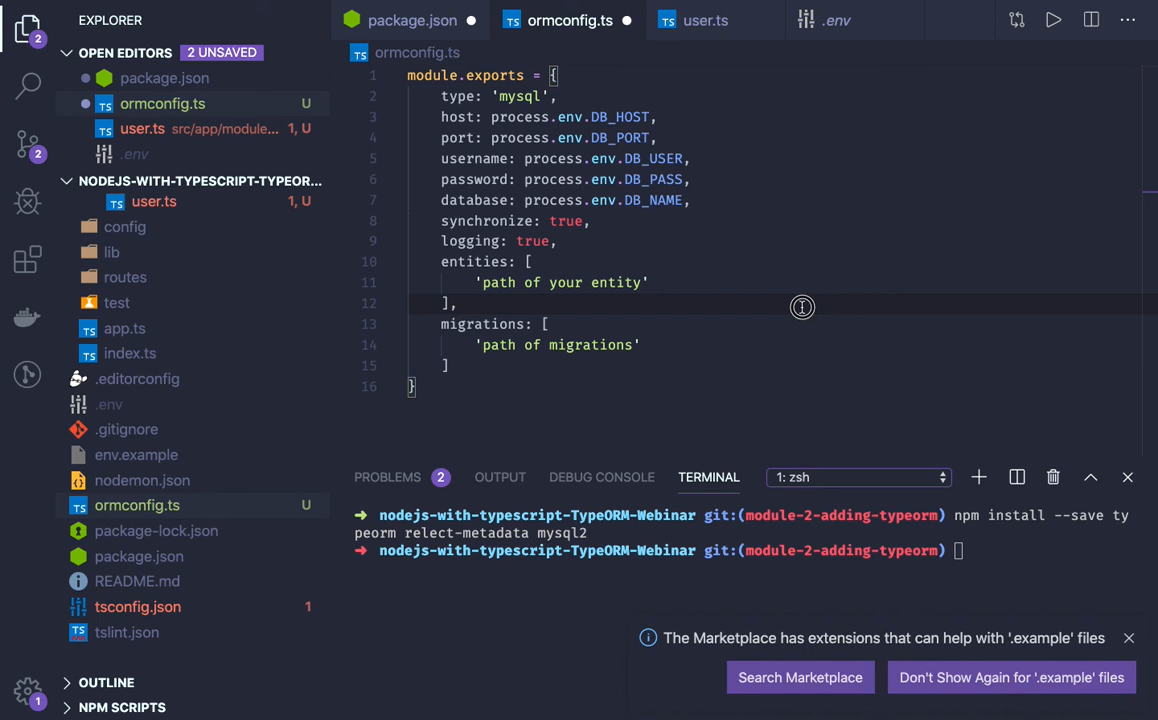 EXPLORER
OPEN EDITORS 2 UNSAVED
package.json
ormconfig.ts U
user.ts src/app/module... 1, U
.env
NODEJS-WITH-TYPESCRIPT-TYPEOR...
user.ts 1, U
config
lib
routes
test
app.ts
index.ts
.editorconfig
.env
.gitignore
env.example
nodemon.json
ormconfig.ts U
package-lock.json
package.json
README.md
tsconfig.json 1
tslint.json
OUTLINE
NPM SCRIPTS
2
2
1
package.json
TS ormconfig.ts
TS user.ts
.env
TS ormconfig.ts
1 module.exports = {
2 type: 'mysql',
3 host: process.env.DB_HOST,
4 port: process.env.DB_PORT,
5 username: process.env.DB_USER,
6 password: process.env.DB_PASS,
7 database: process.env.DB_NAME,
8 synchronize: true,
9 logging: true,
10 entities: [
11 'path of your entity'
12 ],
13 migrations: [
14 'path of migrations'
15 ]
16 }
PROBLEMS 2 OUTPUT DEBUG CONSOLE TERMINAL 1: zsh
➜ nodejs-with-typescript-TypeORM-Webinar git:(module-2-adding-typeorm) npm install --save ty
peorm relect-metadata mysql2
➜ nodejs-with-typescript-TypeORM-Webinar git:(module-2-adding-typeorm)
The Marketplace has extensions that can help with '.example' files
Search Marketplace
Don't Show Again for '.example' files